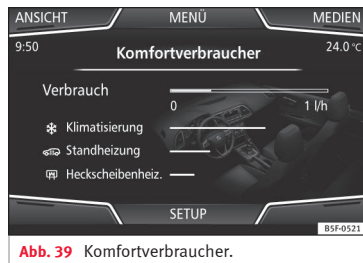 ANSICHT MENÜ MEDIEN
9:50 Komfortverbraucher 24.0 °C
Verbrauch
0 1 l/h
Klimatisierung
Standheizung
Heckscheibenheiz.
SETUP
B5F-0521
Abb. 39 Komfortverbraucher.